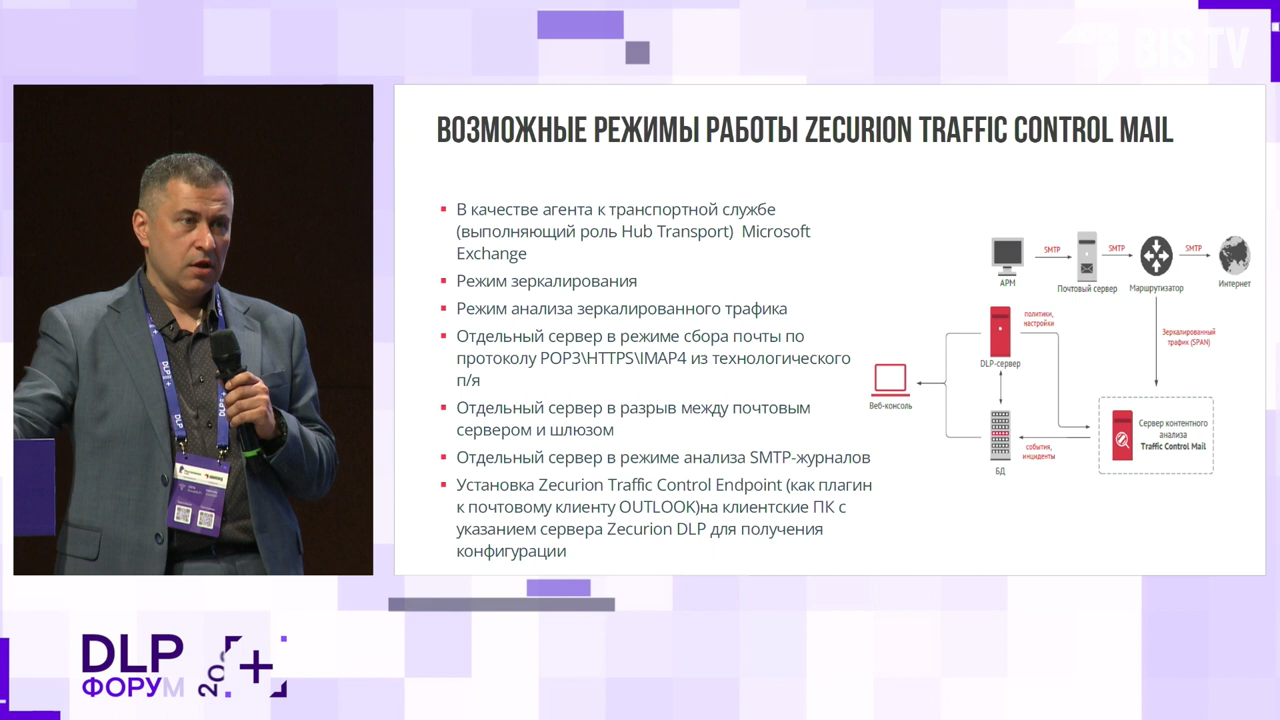 BIS TV
ВОЗМОЖНЫЕ РЕЖИМЫ РАБОТЫ ZECURION TRAFFIC CONTROL MAIL
В качестве агента к транспортной службе
(выполняющий роль Hub Transport) Microsoft
Exchange
Режим зеркалирования
Режим анализа зеркалированного трафика
Отдельный сервер в режиме сбора почты по
протоколу POP3\HTTPS\IMAP4 из технологического
п/я
Отдельный сервер в разрыв между почтовым
сервером и шлюзом
Отдельный сервер в режиме анализа SMTP-журналов
Установка Zecurion Traffic Control Endpoint (как плагин
к почтовому клиенту OUTLOOK)на клиентские ПК с
указанием сервера Zecurion DLP для получения
конфигурации
SMTP
SMTP
SMTP
АРМ
Почтовый сервер
Маршрутизатор
Интернет
политики,
настройки
Зеркалированный
трафик (SPAN)
DLP-сервер
Веб-консоль
Сервер контентного
анализа
Traffic Control Mail
события,
инциденты
БД
DLP
DLP
DLP
ФОРУМ